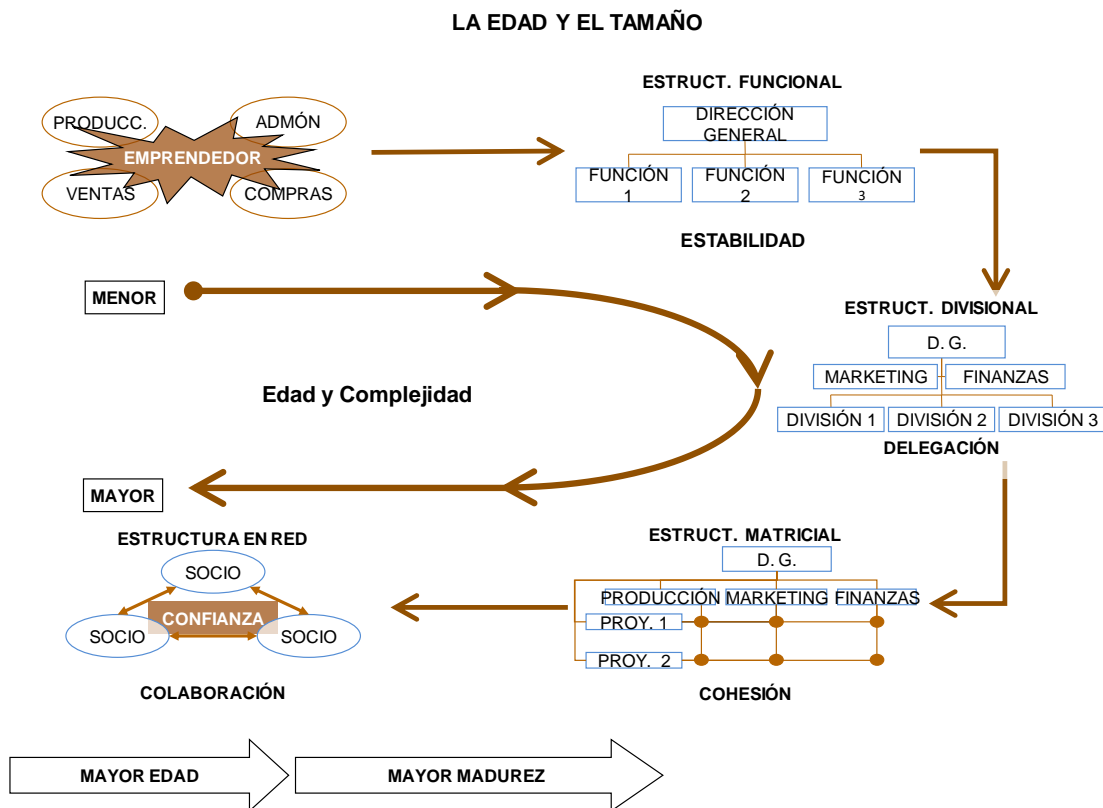 LA EDAD Y EL TAMAÑO
PRODUCC.
ADMÓN
EMPRENDEDOR
VENTAS
COMPRAS
ESTRUCT. FUNCIONAL
DIRECCIÓN
GENERAL
FUNCIÓN
1
FUNCIÓN
2
FUNCIÓN
3
ESTABILIDAD
MENOR
Edad y Complejidad
MAYOR
ESTRUCT. DIVISIONAL
D. G.
MARKETING
FINANZAS
DIVISIÓN 1
DIVISIÓN 2
DIVISIÓN 3
DELEGACIÓN
ESTRUCT. MATRICIAL
D. G.
PRODUCCIÓN
MARKETING
FINANZAS
PROY. 1
PROY. 2
COHESIÓN
ESTRUCTURA EN RED
SOCIO
CONFIANZA
SOCIO
SOCIO
COLABORACIÓN
MAYOR EDAD
MAYOR MADUREZ